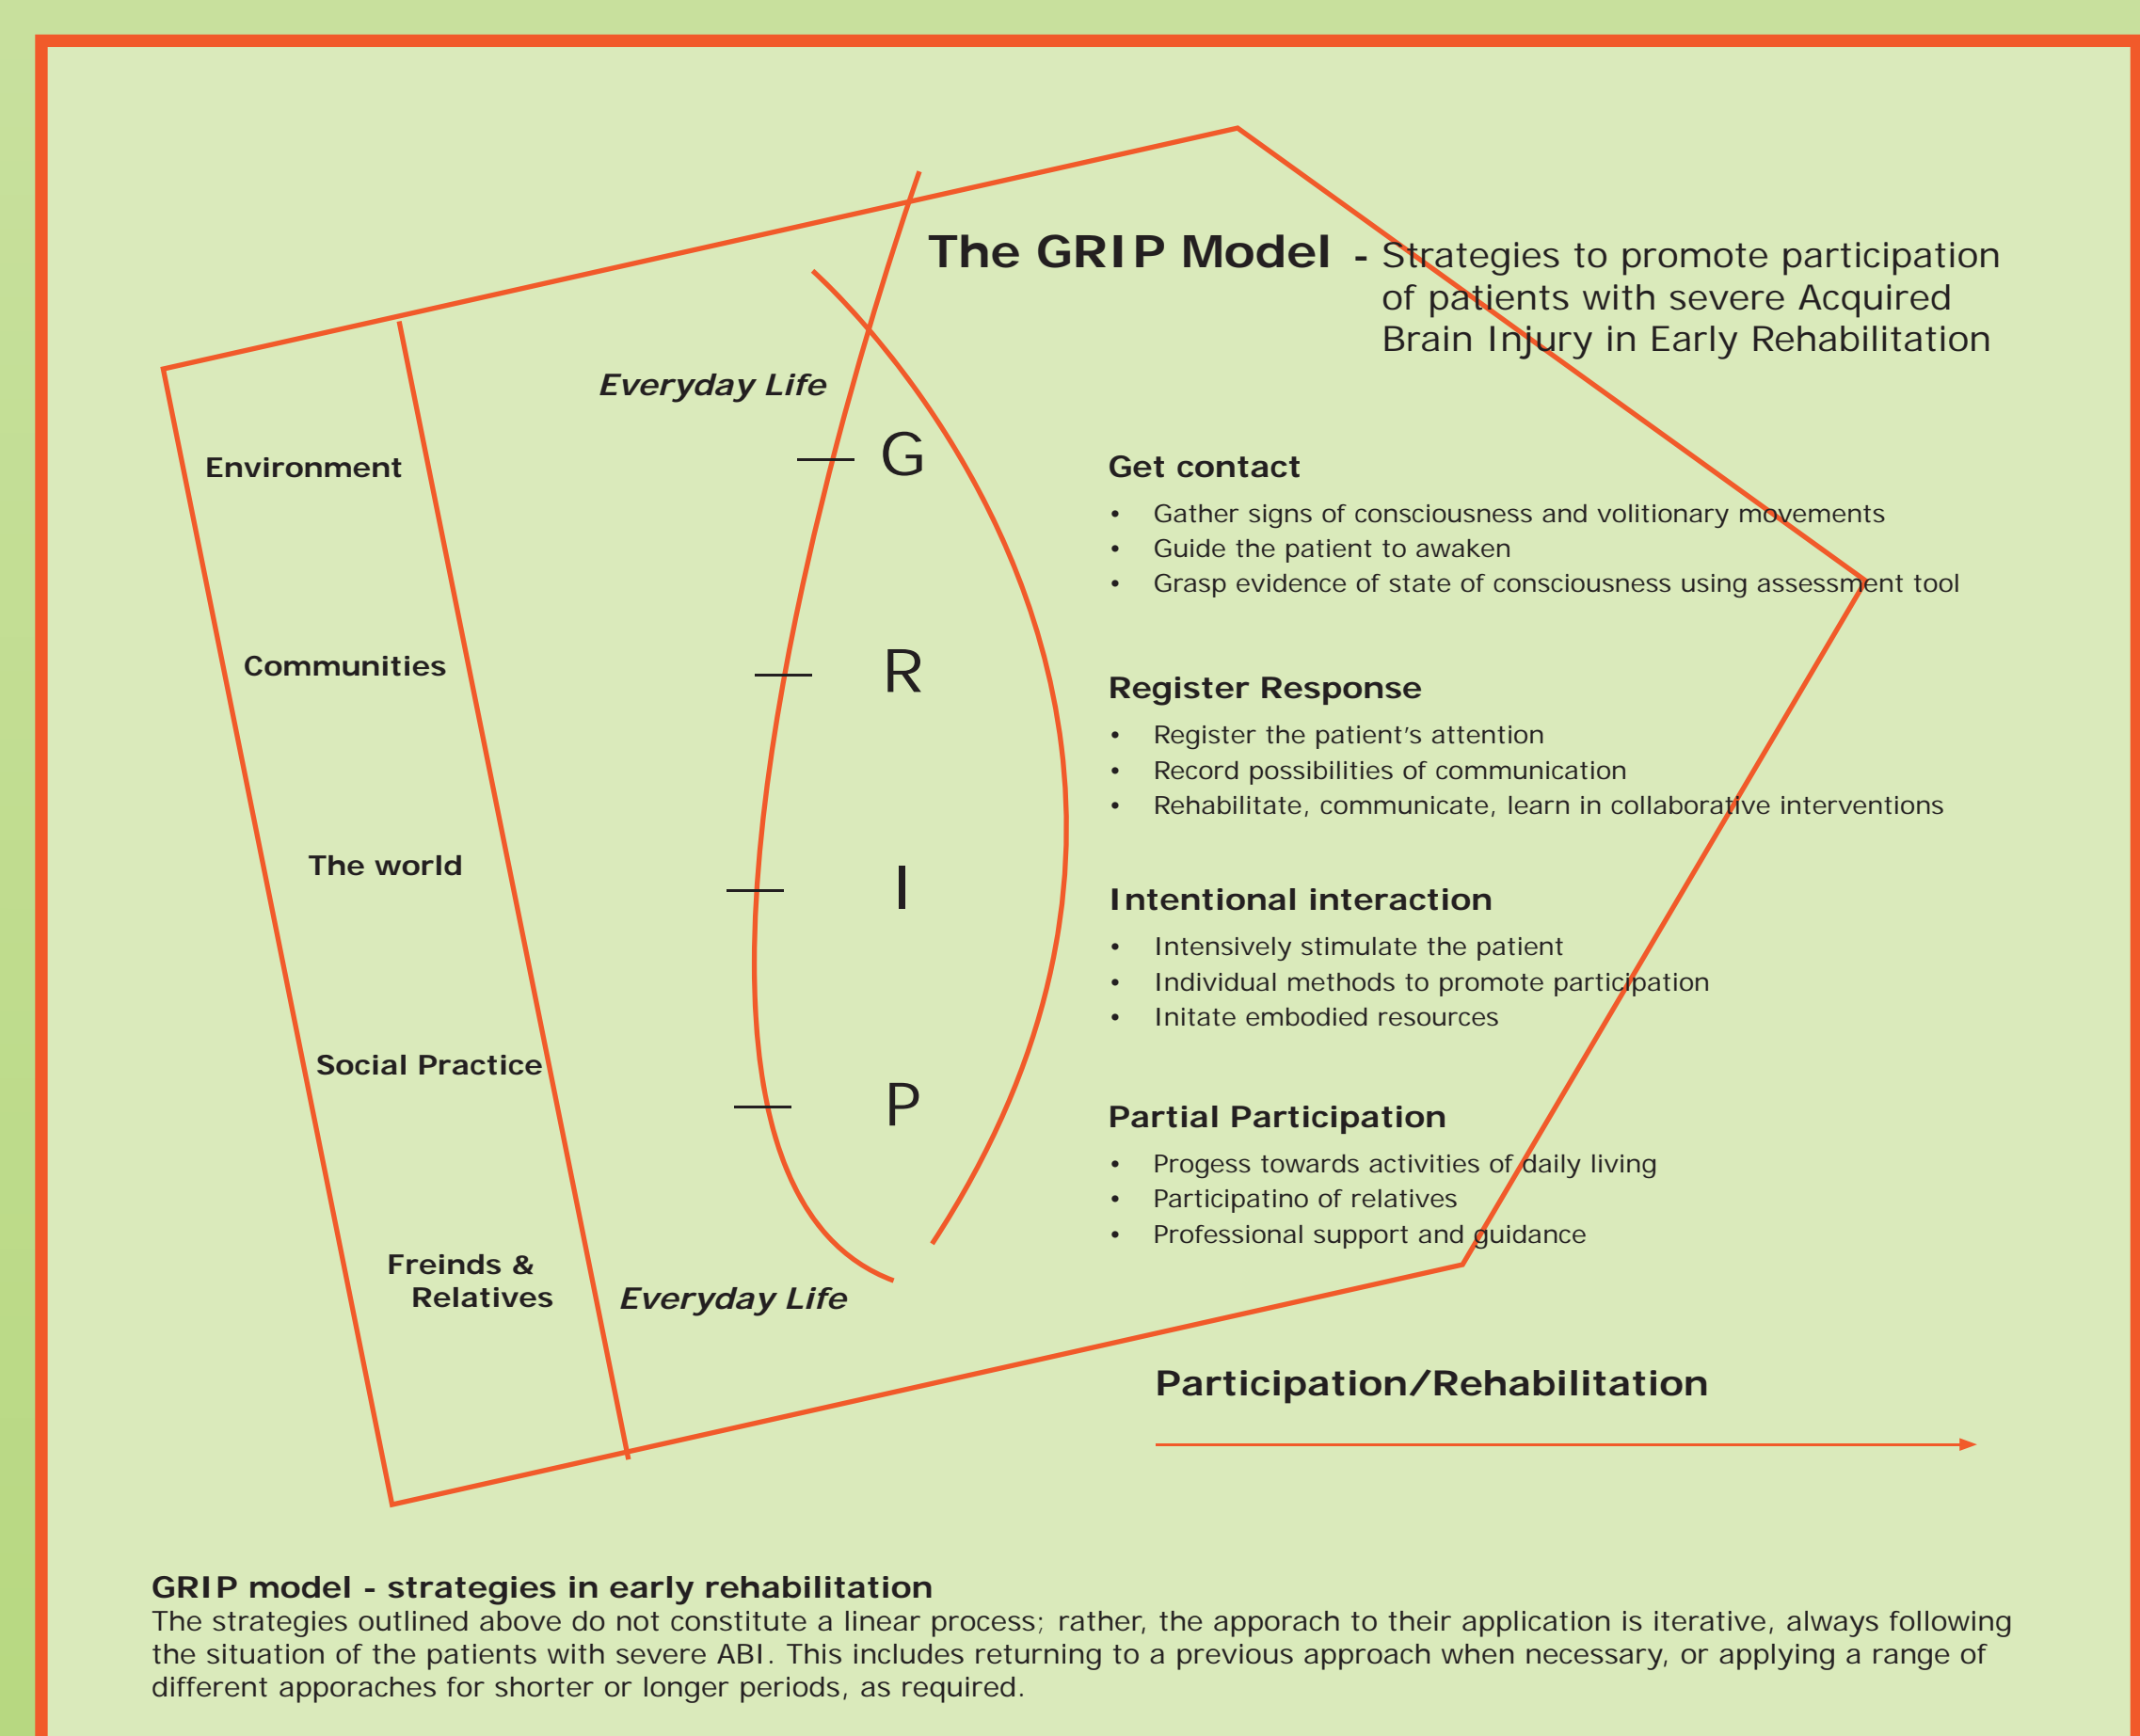 The GRIP Model - Strategies to promote participation
of patients with severe Acquired
Brain Injury in Early Rehabilitation
Everyday Life
Environment
Communities
The world
Social Practice
Freinds &
Relatives
G
R
I
P
Everyday Life
Get contact
• Gather signs of consciousness and volitionary movements
• Guide the patient to awaken
• Grasp evidence of state of consciousness using assessment tool
Register Response
• Register the patient’s attention
• Record possibilities of communication
• Rehabilitate, communicate, learn in collaborative interventions
Intentional interaction
• Intensively stimulate the patient
• Individual methods to promote participation
• Initate embodied resources
Partial Participation
• Progess towards activities of daily living
• Participatino of relatives
• Professional support and guidance
Participation/Rehabilitation
GRIP model - strategies in early rehabilitation
The strategies outlined above do not constitute a linear process; rather, the apporach to their application is iterative, always following
the situation of the patients with severe ABI. This includes returning to a previous approach when necessary, or applying a range of
different apporaches for shorter or longer periods, as required.